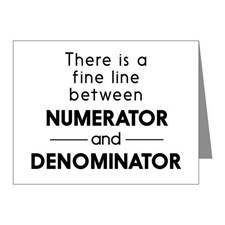 There is a
fine line
between
NUMERATOR
and
DENOMINATOR